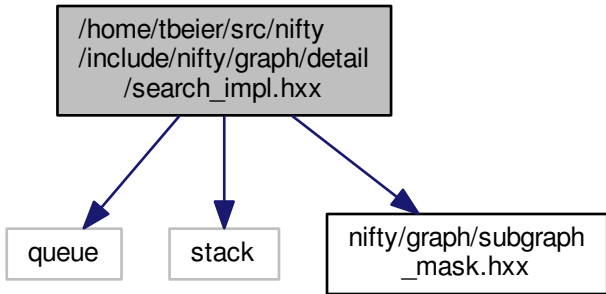 /home/tbeier/src/nifty
/include/nifty/graph/detail
/search_impl.hxx
queue
stack
nifty/graph/subgraph
_mask.hxx